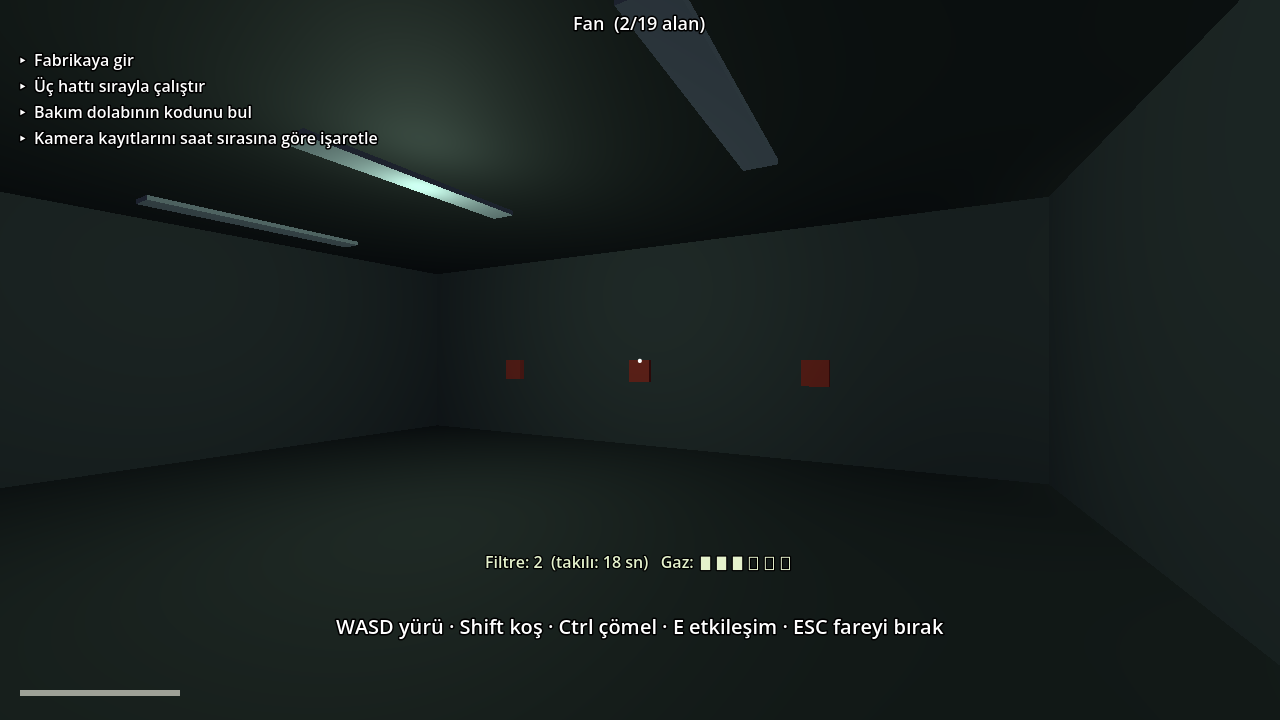 Fan (2/19 alan)
‣ Fabrikaya gir
‣ Üç hattı sırayla çalıştır
‣ Bakım dolabının kodunu bul
‣ Kamera kayıtlarını saat sırasına göre işaretle
Filtre: 2 (takılı: 18 sn) Gaz: ▮▮▮▯▯▯
WASD yürü · Shift koş · Ctrl çömel · E etkileşim · ESC fareyi bırak